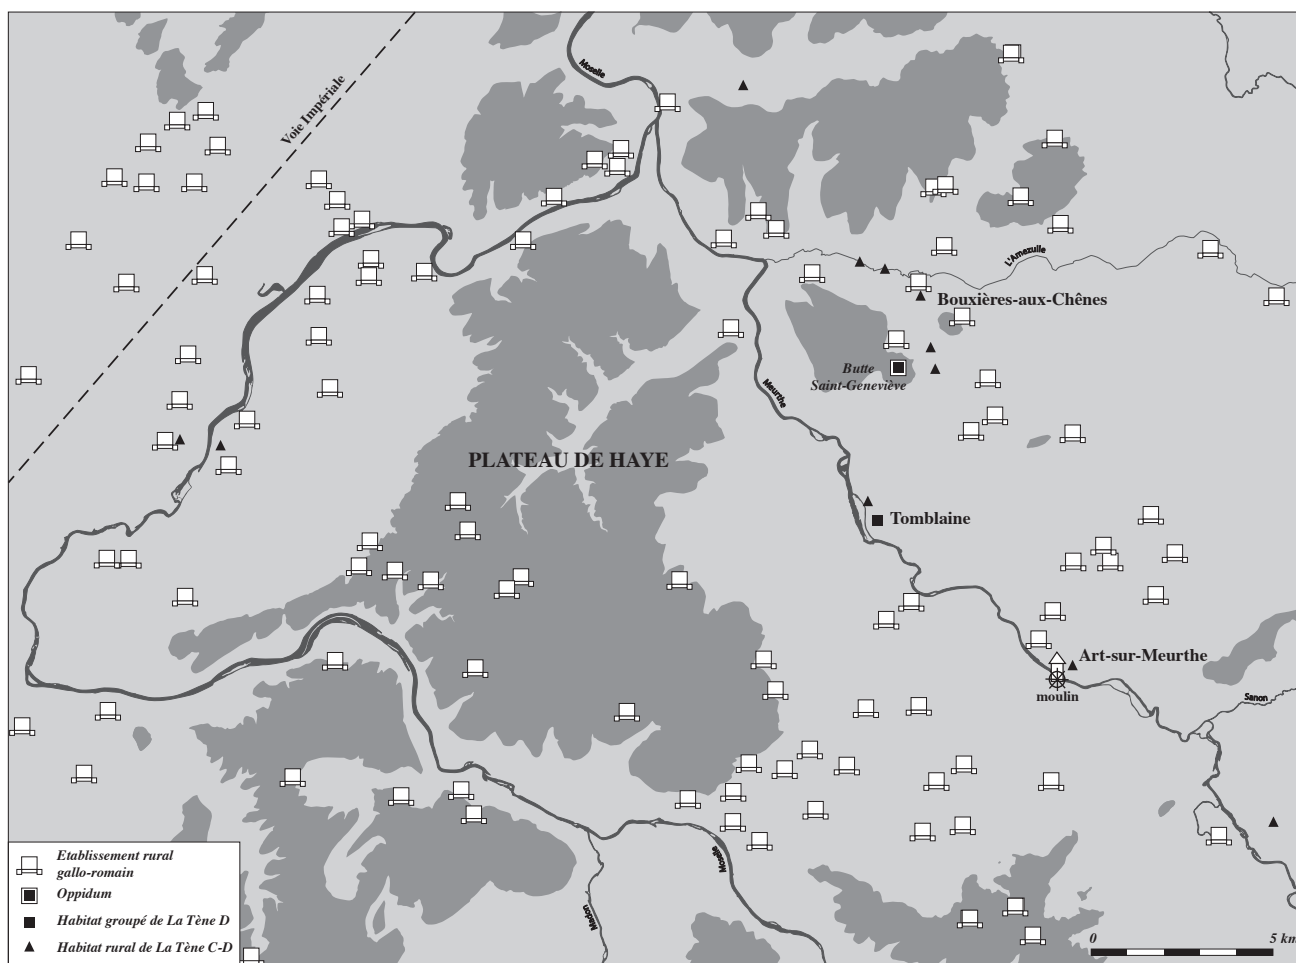 Moselle
Voie Impériale
L'Amezulle
Bouxières-aux-Chênes
Butte
Saint-Geneviève
Meurthe
PLATEAU DE HAYE
Tomblaine
Art-sur-Meurthe
moulin
Sanon
Moselle
Madon
Etablissement rural
gallo-romain
Oppidum
Habitat groupé de La Tène D
Habitat rural de La Tène C-D
0 5 km